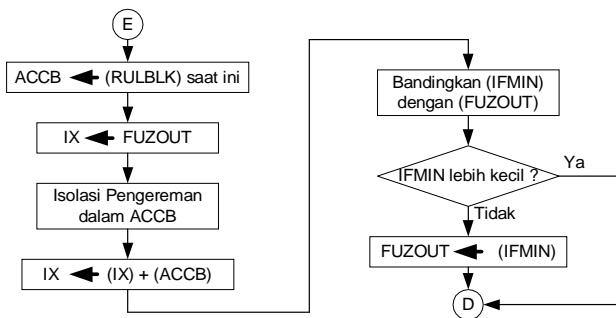 E
ACCB (RULBLK) saat ini
IX FUZOUT
Isolasi Pengereman
dalam ACCB
IX (IX) + (ACCB)
Bandingkan (IFMIN)
dengan (FUZOUT)
IFMIN lebih kecil ?
Ya
Tidak
FUZOUT (IFMIN)
D